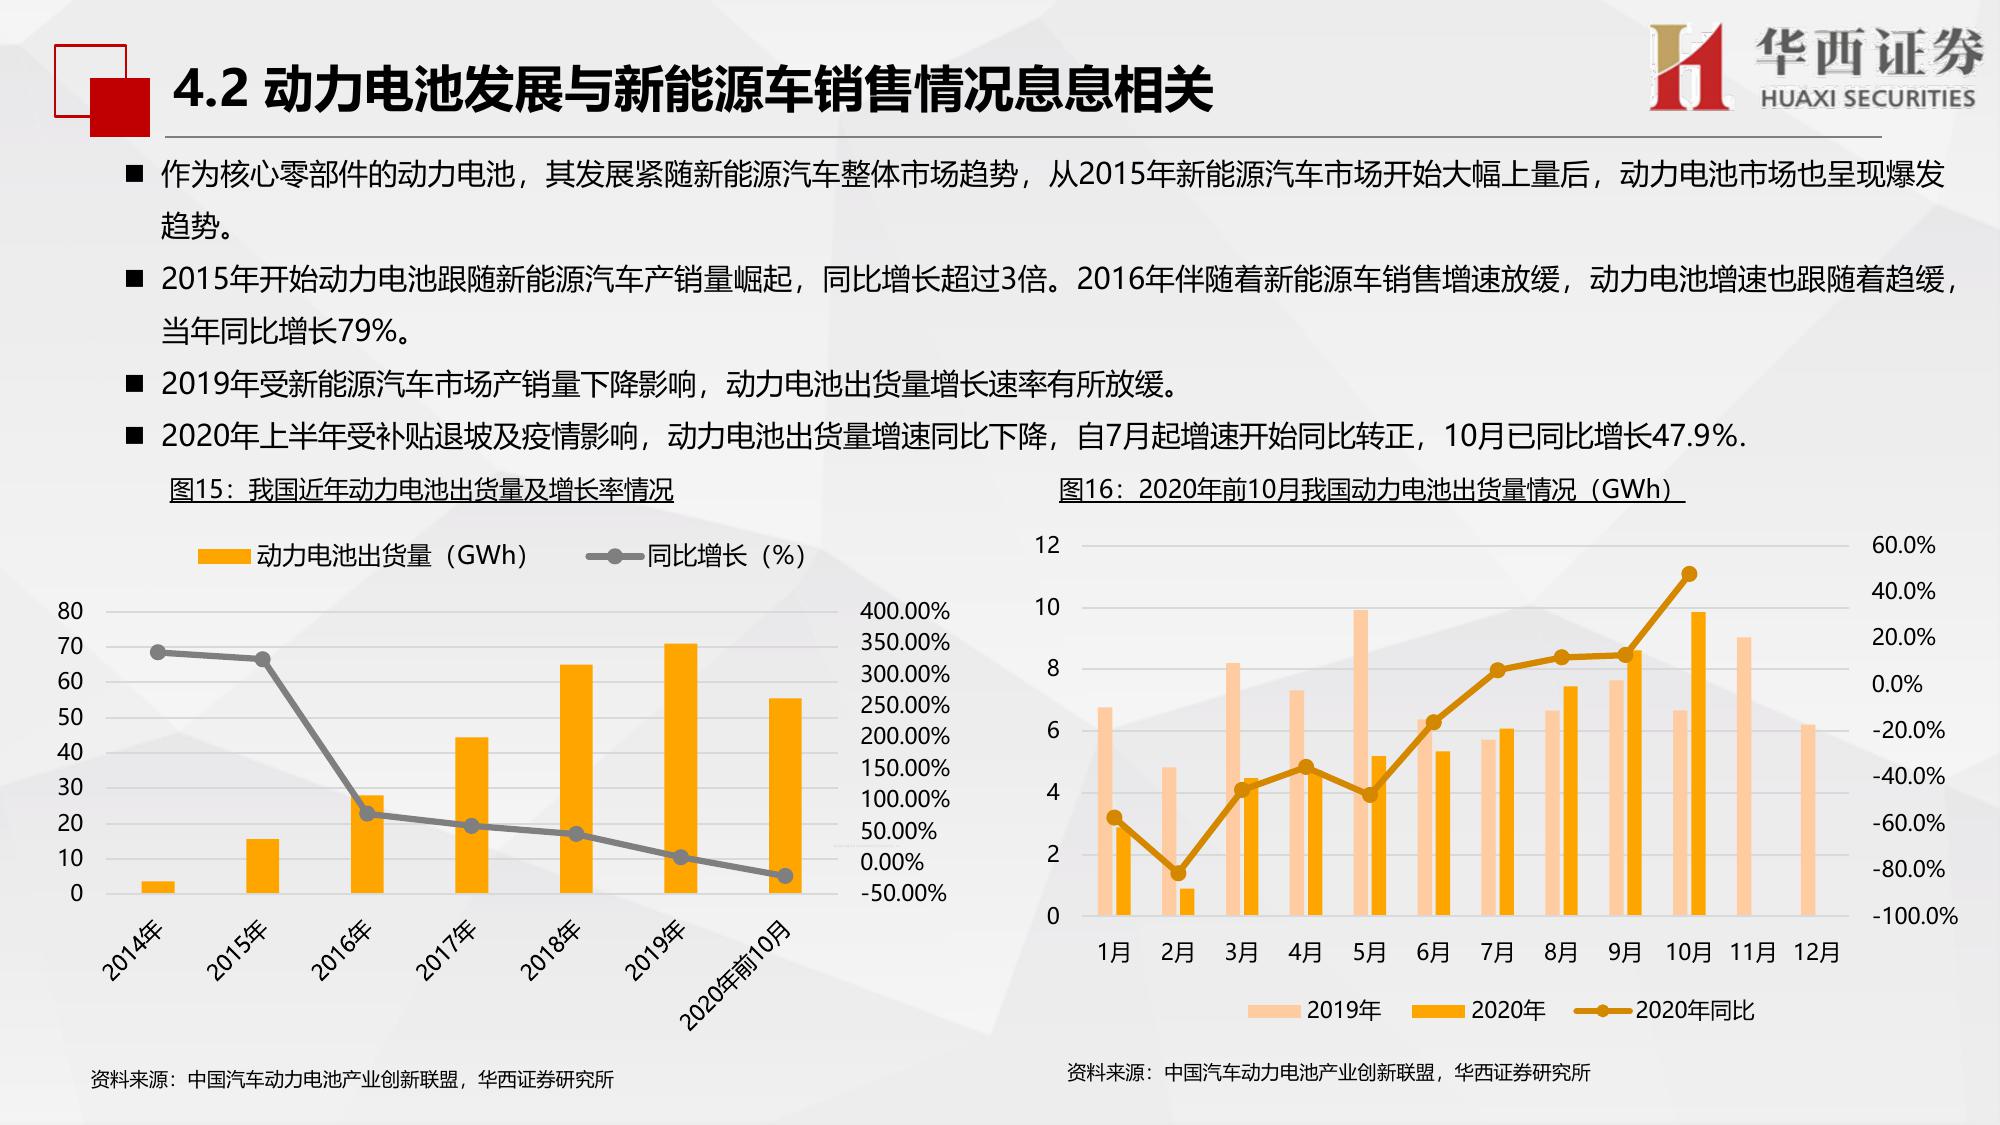 华西证券
HUAXI SECURITIES
4.2 动力电池发展与新能源车销售情况息息相关
■ 作为核心零部件的动力电池，其发展紧随新能源汽车整体市场趋势，从2015年新能源汽车市场开始大幅上量后，动力电池市场也呈现爆发
趋势。
■ 2015年开始动力电池跟随新能源汽车产销量崛起，同比增长超过3倍。2016年伴随着新能源车销售增速放缓，动力电池增速也跟随着趋缓，
当年同比增长79%。
■ 2019年受新能源汽车市场产销量下降影响，动力电池出货量增长速率有所放缓。
■ 2020年上半年受补贴退坡及疫情影响，动力电池出货量增速同比下降，自7月起增速开始同比转正，10月已同比增长47.9%.
图15：我国近年动力电池出货量及增长率情况
动力电池出货量（GWh） 同比增长（%）
80 400.00%
70 350.00%
60 300.00%
50 250.00%
40 200.00%
30 150.00%
20 100.00%
10 50.00%
0 0.00%
-50.00%
2014年 2015年 2016年 2017年 2018年 2019年 2020年前10月
资料来源：中国汽车动力电池产业创新联盟，华西证券研究所
图16：2020年前10月我国动力电池出货量情况（GWh）
12 60.0%
10 40.0%
8 20.0%
6 0.0%
4 -20.0%
2 -40.0%
0 -60.0%
-80.0%
-100.0%
1月 2月 3月 4月 5月 6月 7月 8月 9月 10月 11月 12月
2019年 2020年 2020年同比
资料来源：中国汽车动力电池产业创新联盟，华西证券研究所